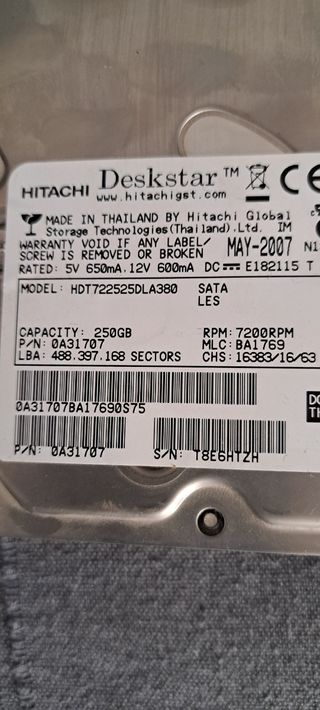 HITACHI Deskstar™ CE
www.hitachigst.com
MADE IN THAILAND BY Hitachi Global
Storage Technologies(Thailand),Ltd. IM
WARRANTY VOID IF ANY LABEL/
SCREW IS REMOVED OR BROKEN MAY-2007 N1
RATED: 5V 650mA,12V 600mA DC E182115 T
MODEL: HDT722525DLA380 SATA
LES
CAPACITY: 250GB RPM: 7200RPM
P/N: 0A31707 MLC: BA1769
LBA: 488.397.168 SECTORS CHS: 16383/16/63
0A31707BA17690S75
P/N: 0A31707 S/N: T8E6HTZH